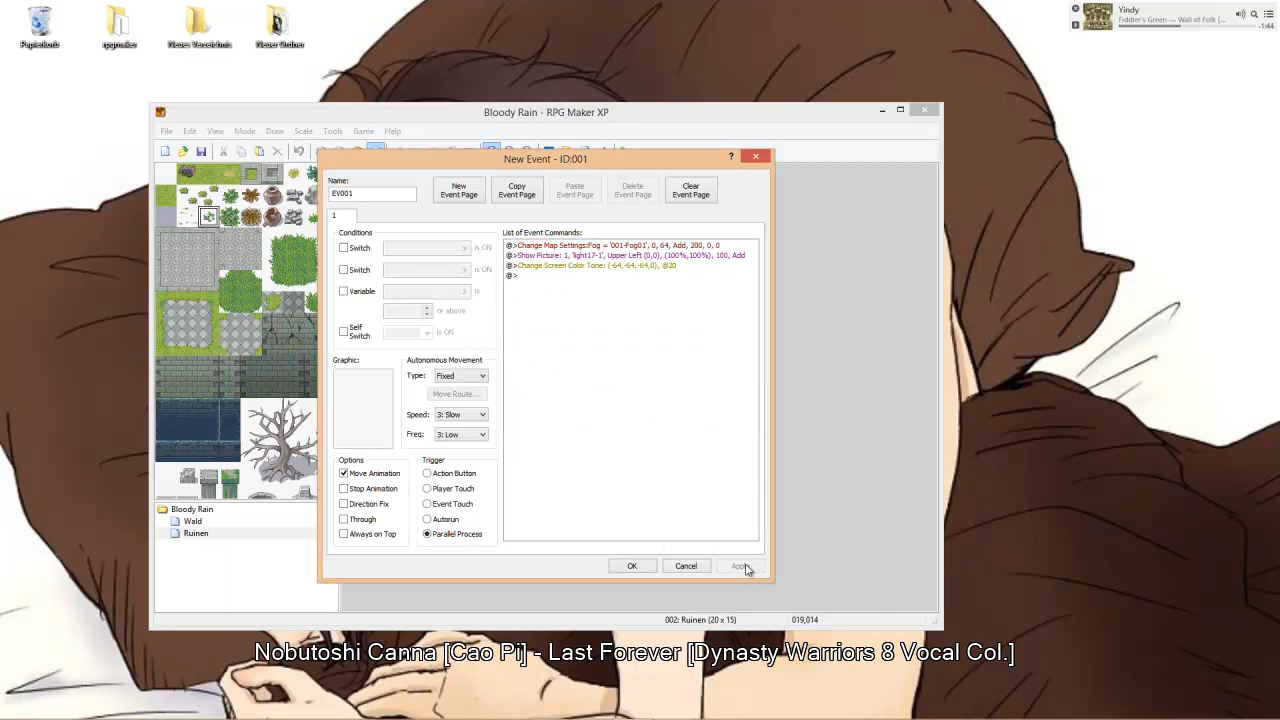 Papierkorb
rpgmaker
Neues Verzeichnis
Neuer Ordner
Yindy
Fiddler's Green — Wall of Folk (...
-1:44
Bloody Rain - RPG Maker XP
File Edit View Mode Draw Scale Tools Game Help
New Event - ID:001
Name:
EV001
New
Event Page
Copy
Event Page
Paste
Event Page
Delete
Event Page
Clear
Event Page
1
Conditions
Switch is ON
Switch is ON
Variable is
or above
Self
Switch is ON
Graphic:
Autonomous Movement
Type: Fixed
Move Route...
Speed: 3: Slow
Freq: 3: Low
Options
Move Animation
Stop Animation
Direction Fix
Through
Always on Top
Trigger
Action Button
Player Touch
Event Touch
Autorun
Parallel Process
List of Event Commands:
@>Change Map Settings:Fog = '001-Fog01', 0, 64, Add, 200, 0, 0
@>Show Picture: 1, 'light17-1', Upper Left (0,0), (100%,100%), 100, Add
@>Change Screen Color Tone: (-64,-64,-64,0), @20
@>
OK Cancel
Bloody Rain
Wald
Ruinen
002: Ruinen (20 x 15) 019,014
Nobutoshi Canna [Cao Pi] - Last Forever [Dynasty Warriors 8 Vocal Col.]